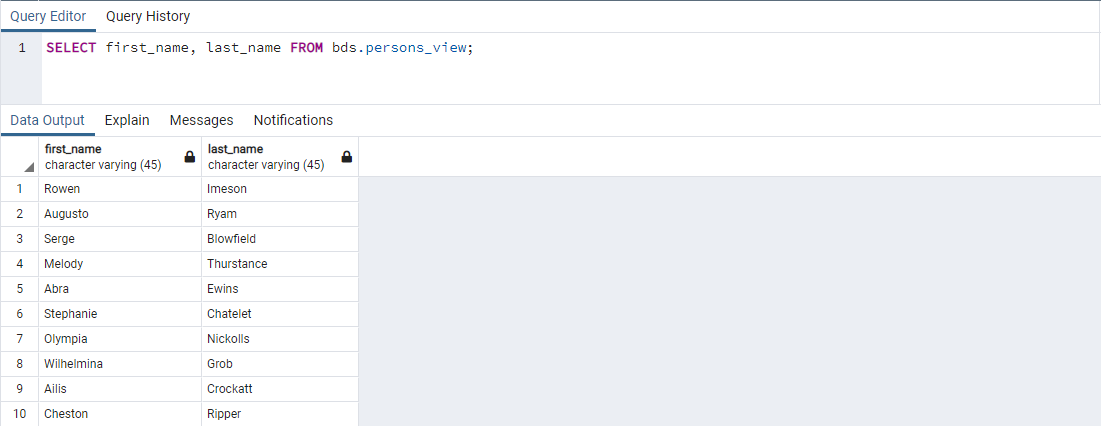 Query Editor Query History
1 SELECT first_name, last_name FROM bds.persons_view;
Data Output Explain Messages Notifications
first_name last_name
character varying (45) character varying (45)
1 Rowen Imeson
2 Augusto Ryam
3 Serge Blowfield
4 Melody Thurstance
5 Abra Ewins
6 Stephanie Chatelet
7 Olympia Nickolls
8 Wilhelmina Grob
9 Ailis Crockatt
10 Cheston Ripper